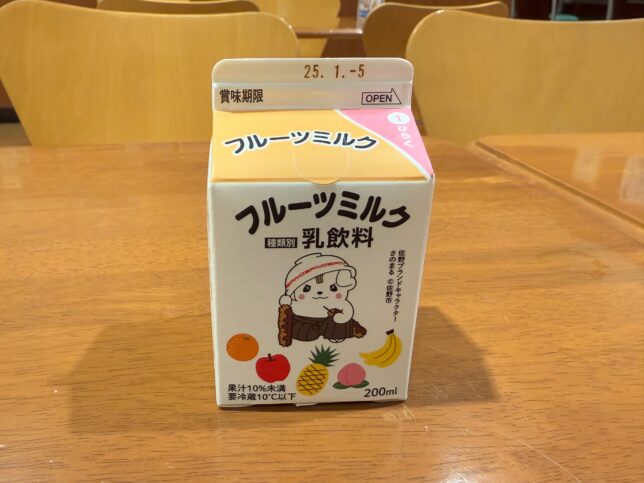 25. 1.-5
賞味期限
OPEN
フルーツミルク
1 ひらく
フルーツミルク
種類別 乳飲料
佐野ブランドキャラクター
さのまる ©佐野市
果汁10%未満
要冷蔵10℃以下
200ml